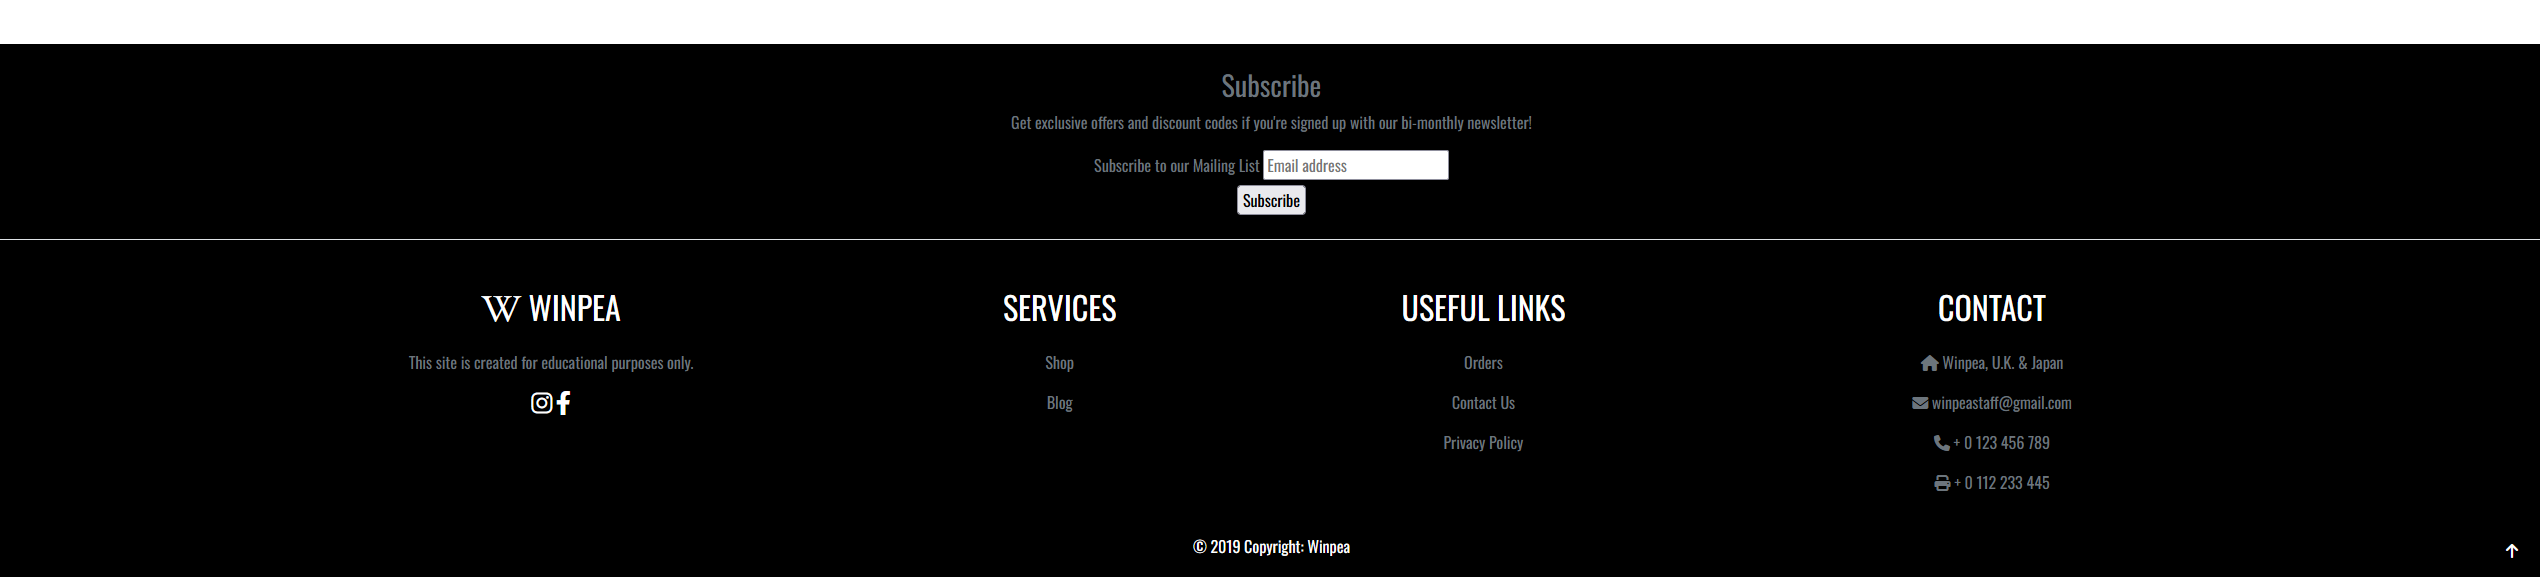 Subscribe
Get exclusive offers and discount codes if you're signed up with our bi-monthly newsletter!
Subscribe to our Mailing List Email address
Subscribe
W WINPEA
This site is created for educational purposes only.
SERVICES
Shop
Blog
USEFUL LINKS
Orders
Contact Us
Privacy Policy
CONTACT
Winpea, U.K. & Japan
winpeastaff@gmail.com
+ 0 123 456 789
+ 0 112 233 445
© 2019 Copyright: Winpea